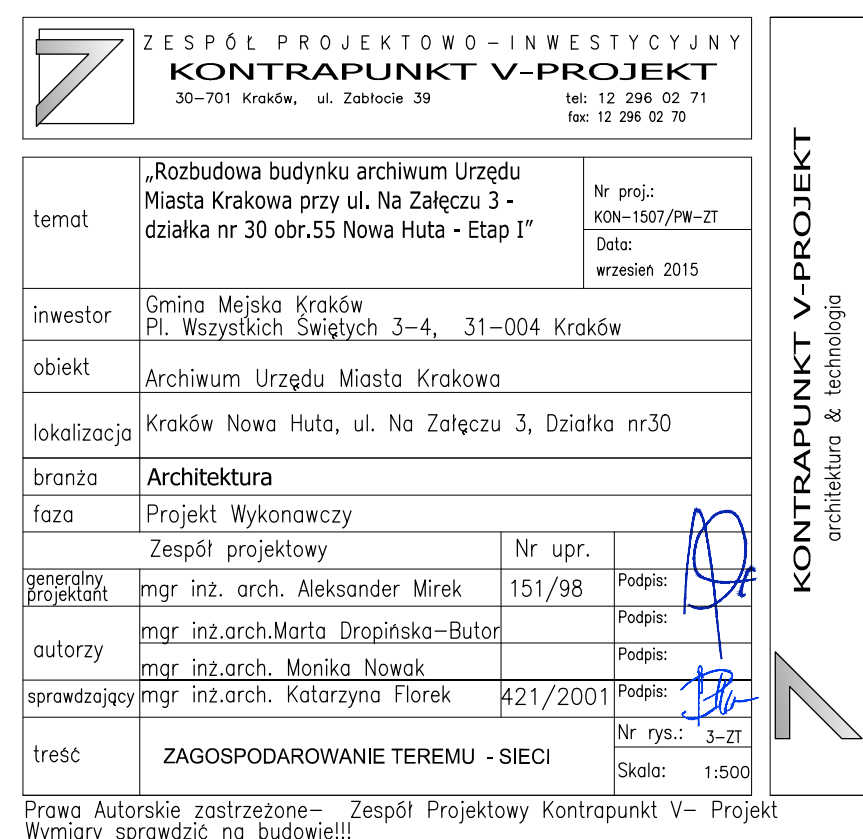 ZESPÓŁ PROJEKTOWO-INWESTYCYJNY
KONTRAPUNKT V-PROJEKT
30-701 Kraków, ul. Zabłocie 39 tel: 12 296 02 71
fax: 12 296 02 70
temat
„Rozbudowa budynku archiwum Urzędu
Miasta Krakowa przy ul. Na Załęczu 3 -
działka nr 30 obr.55 Nowa Huta - Etap I”
Nr proj.:
KON-1507/PW-ZT
Data:
wrzesień 2015
inwestor
Gmina Mejska Kraków
Pl. Wszystkich Świętych 3-4, 31-004 Kraków
obiekt
Archiwum Urzędu Miasta Krakowa
lokalizacja
Kraków Nowa Huta, ul. Na Załęczu 3, Działka nr30
branża Architektura
faza Projekt Wykonawczy
Zespół projektowy Nr upr.
generalny
projektant
mgr inż. arch. Aleksander Mirek 151/98 Podpis:
autorzy
mgr inż.arch.Marta Dropińska-Butor Podpis:
mgr inż.arch. Monika Nowak Podpis:
sprawdzający mgr inż.arch. Katarzyna Florek 421/2001 Podpis:
treść
ZAGOSPODAROWANIE TEREMU - SIECI
Nr rys.: 3-ZT
Skala: 1:500
Prawa Autorskie zastrzeżone- Zespół Projektowy Kontrapunkt V- Projekt
Wymiary sprawdzić na budowie!!!
KONTRAPUNKT V-PROJEKT
architektura & technologia